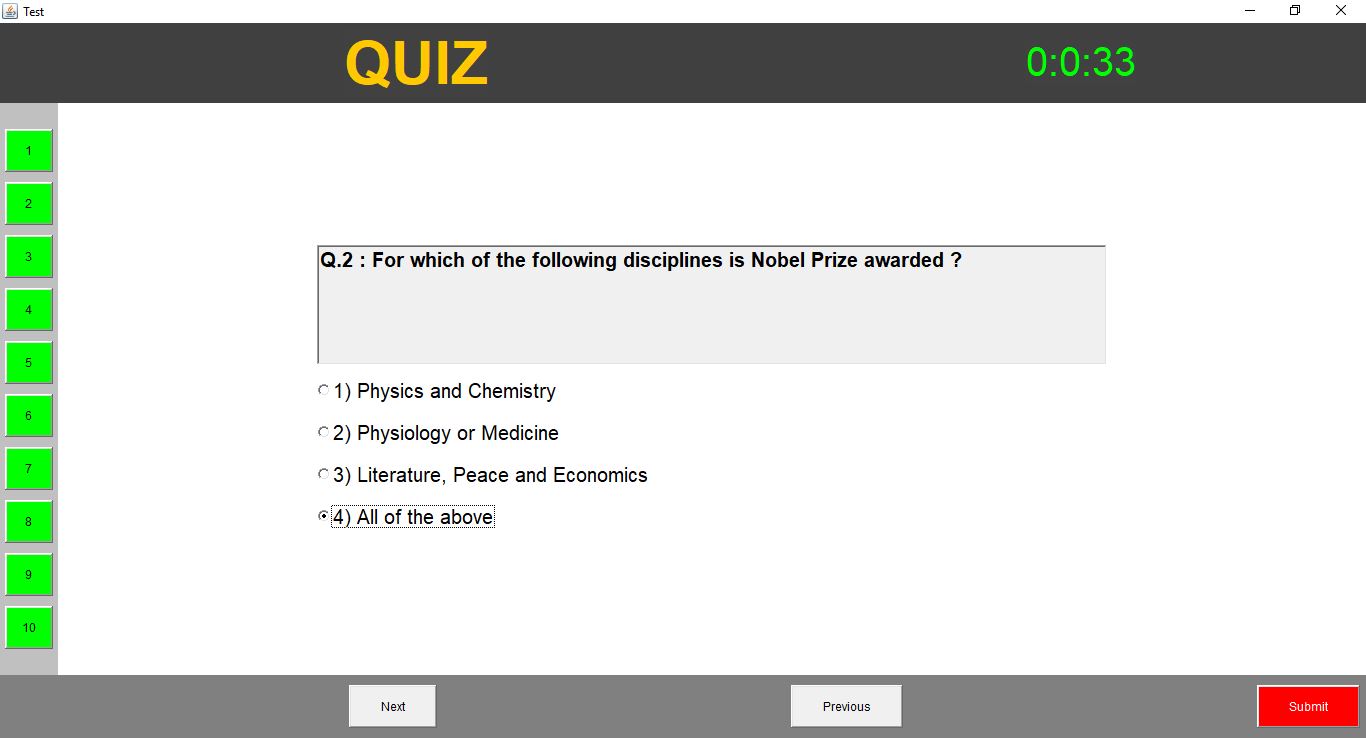 Test
QUIZ
0:0:33
1
2
3
4
5
6
7
8
9
10
Q.2 : For which of the following disciplines is Nobel Prize awarded ?
1) Physics and Chemistry
2) Physiology or Medicine
3) Literature, Peace and Economics
4) All of the above
Next
Previous
Submit